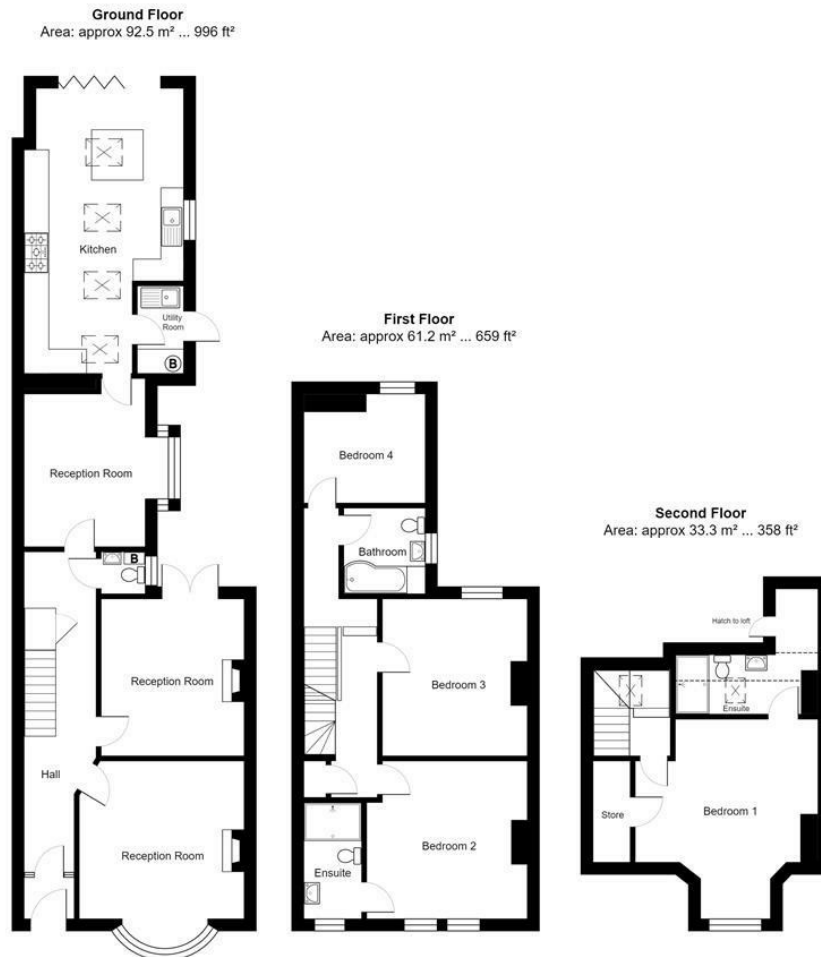 Ground Floor
Area: approx 92.5 m² ... 996 ft²
Kitchen
Utility
Room
B
Reception Room
B
Reception Room
Hall
Reception Room
First Floor
Area: approx 61.2 m² ... 659 ft²
Bedroom 4
Bathroom
Bedroom 3
Bedroom 2
Ensuite
Second Floor
Area: approx 33.3 m² ... 358 ft²
Hatch to loft
Ensuite
Bedroom 1
Store